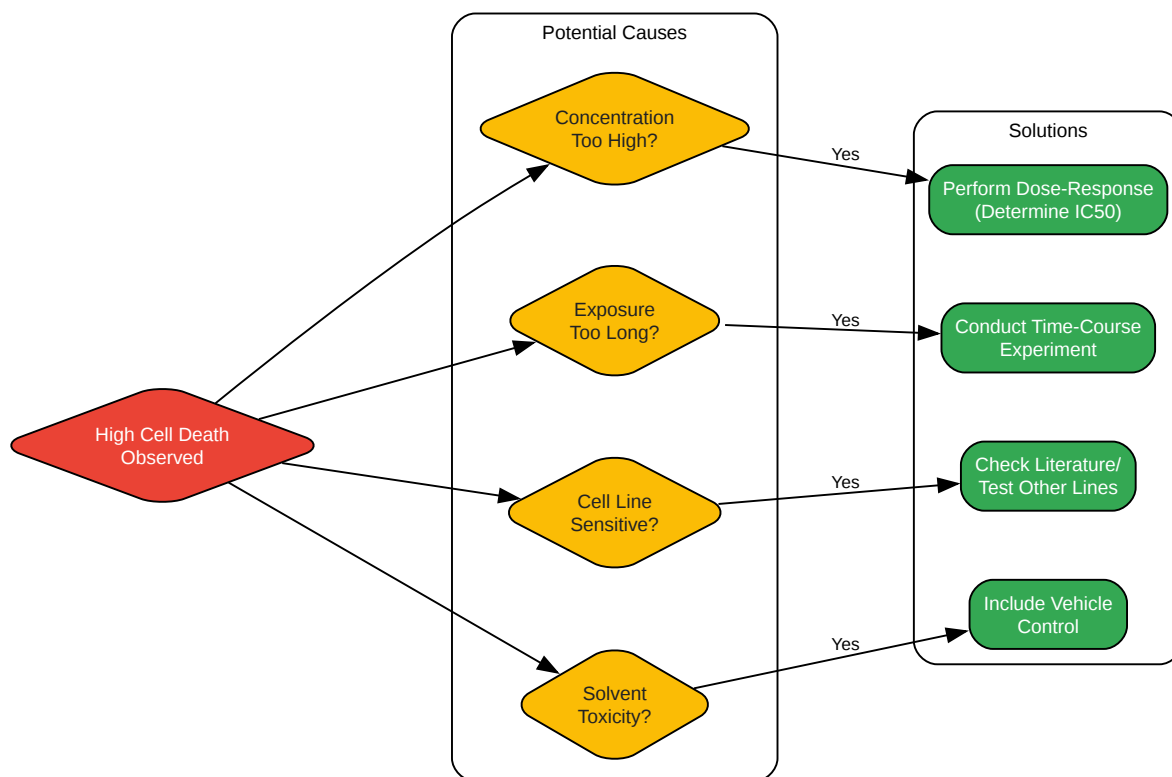 Potential Causes
Concentration
Too High?
Yes
Solutions
Perform Dose-Response
(Determine IC50)
Exposure
Too Long?
Yes
Conduct Time-Course
Experiment
High Cell Death
Observed
Cell Line
Sensitive?
Yes
Check Literature/
Test Other Lines
Solvent
Toxicity?
Yes
Include Vehicle
Control